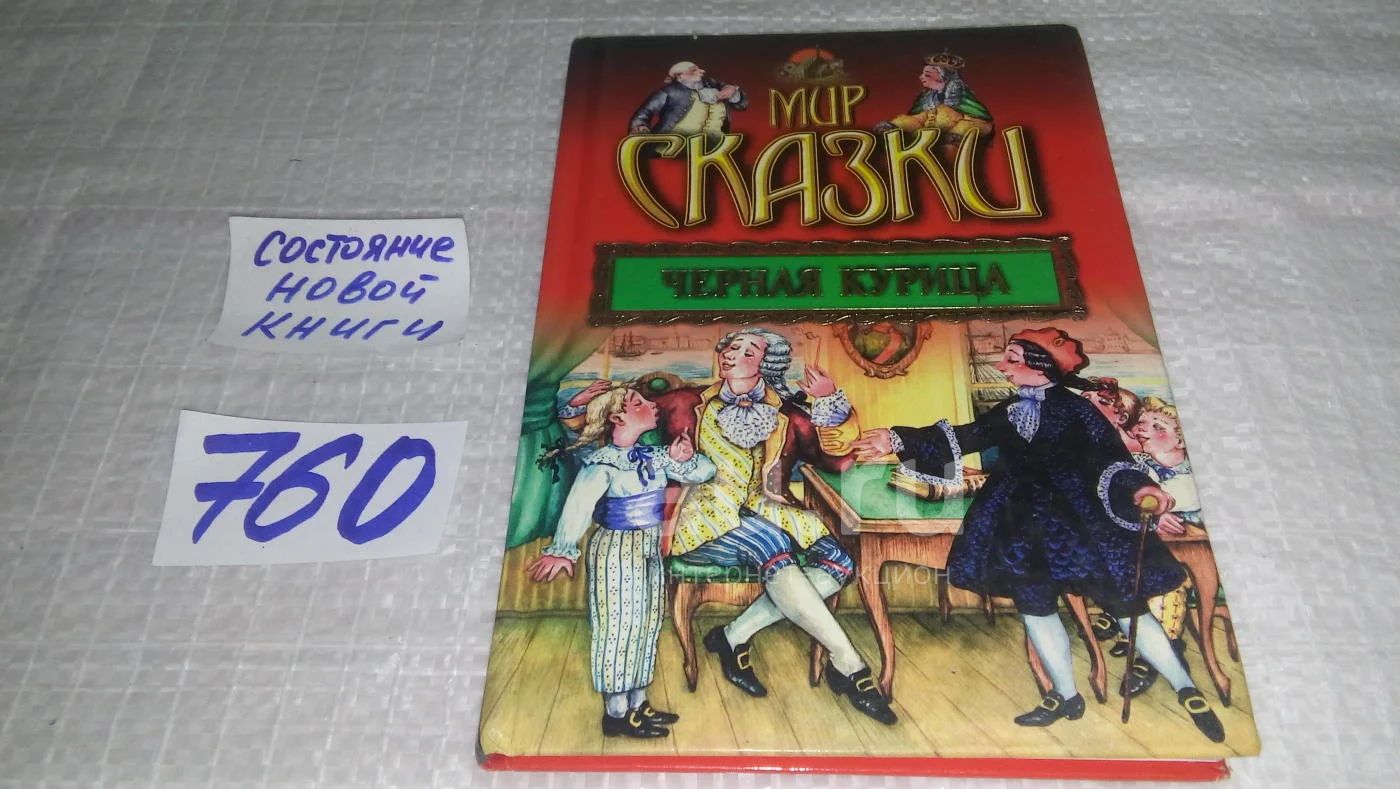 МИР
СКАЗКИ
ЧЕРНАЯ КУРИЦА
состояние
новой
книги
760